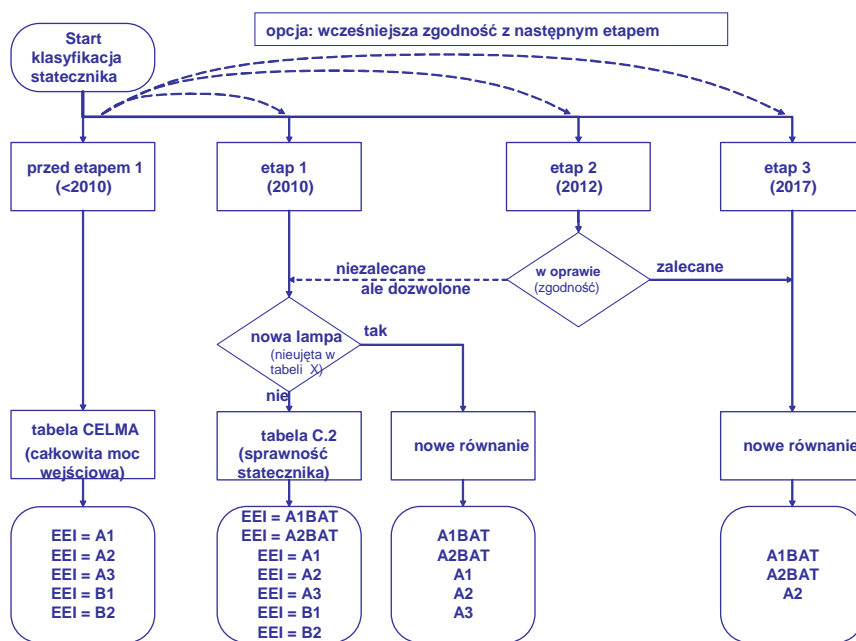 Start
klasyfikacja
statecznika
opcja: wcześniejsza zgodność z następnym etapem
przed etapem 1
(<2010)
etap 1
(2010)
etap 2
(2012)
etap 3
(2017)
niezalecane
ale dozwolone
w oprawie
(zgodność)
zalecane
nowa lampa
(nieujęta w
tabeli X)
tak
nie
tabela CELMA
(całkowita moc
wejściowa)
tabela C.2
(sprawność
statecznika)
nowe równanie
nowe równanie
EEI = A1
EEI = A2
EEI = A3
EEI = B1
EEI = B2
EEI = A1BAT
EEI = A2BAT
EEI = A1
EEI = A2
EEI = A3
EEI = B1
EEI = B2
A1BAT
A2BAT
A1
A2
A3
A1BAT
A2BAT
A2